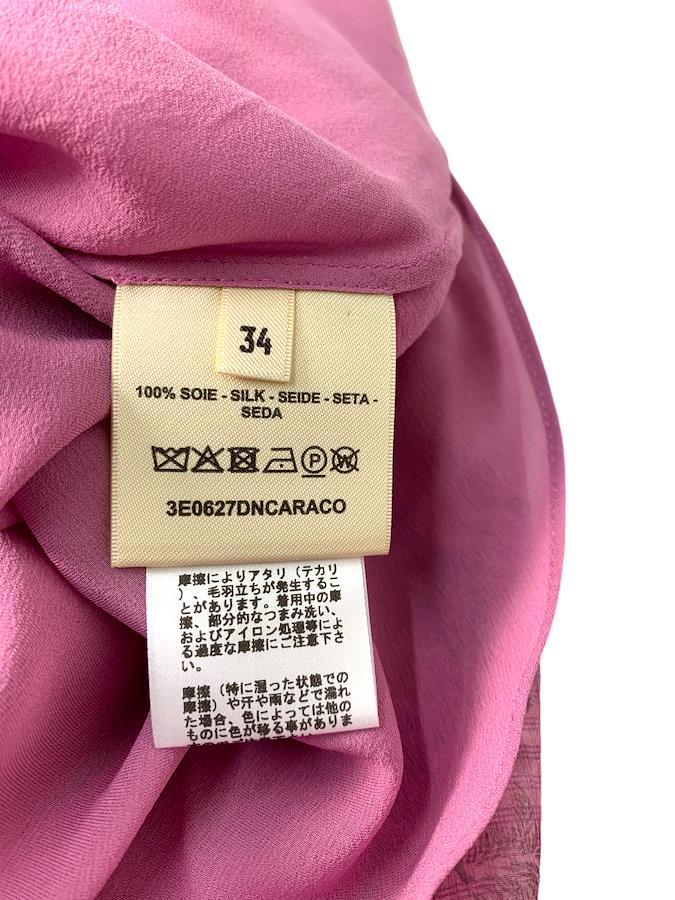 34
100% SOIE - SILK - SEIDE - SETA -
SEDA
P W
3E0627DNCARACO
摩擦によりアタリ（テカリ
）、毛羽立ちが発生するこ
とがあります。着用中の摩
擦、部分的なつまみ洗い、
およびアイロン処理等によ
る過度な摩擦にご注意下さ
い。
摩擦（特に湿った状態での
摩擦）や汗や雨などで濡れ
た場合、色によっては他の
ものに色が移る事がありま